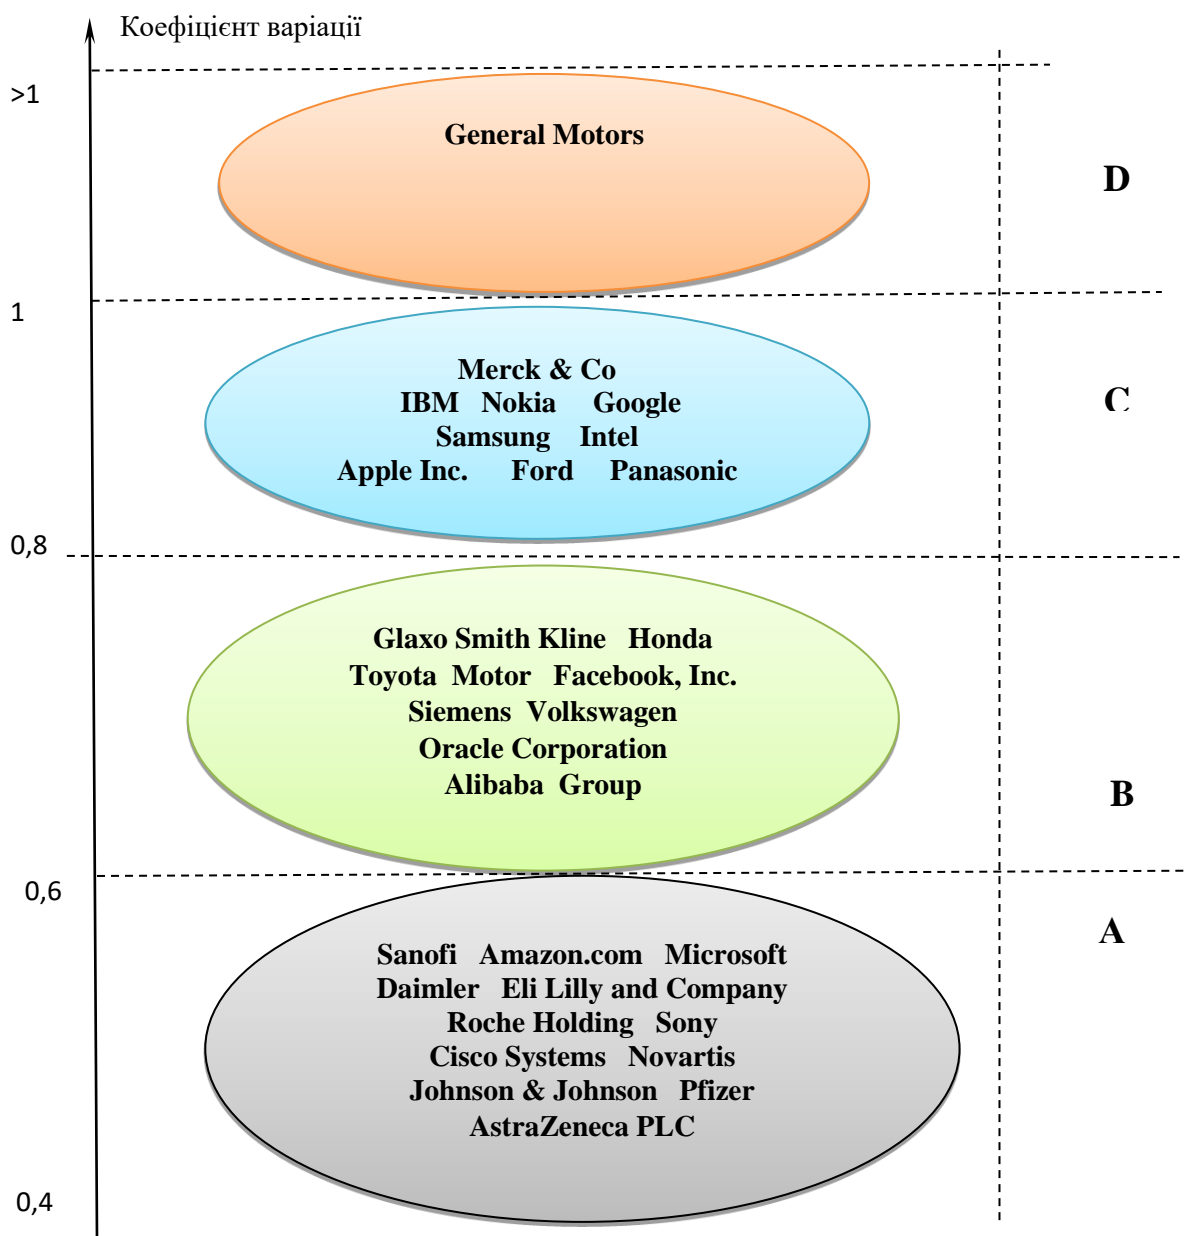 Коефіцієнт варіації
>1
General Motors
D
1
Merck & Co
IBM Nokia Google
C
Samsung Intel
Apple Inc. Ford Panasonic
0,8
Glaxo Smith Kline Honda
Toyota Motor Facebook, Inc.
Siemens Volkswagen
Oracle Corporation
Alibaba Group
B
0,6
A
Sanofi Amazon.com Microsoft
Daimler Eli Lilly and Company
Roche Holding Sony
Cisco Systems Novartis
Johnson & Johnson Pfizer
AstraZeneca PLC
0,4